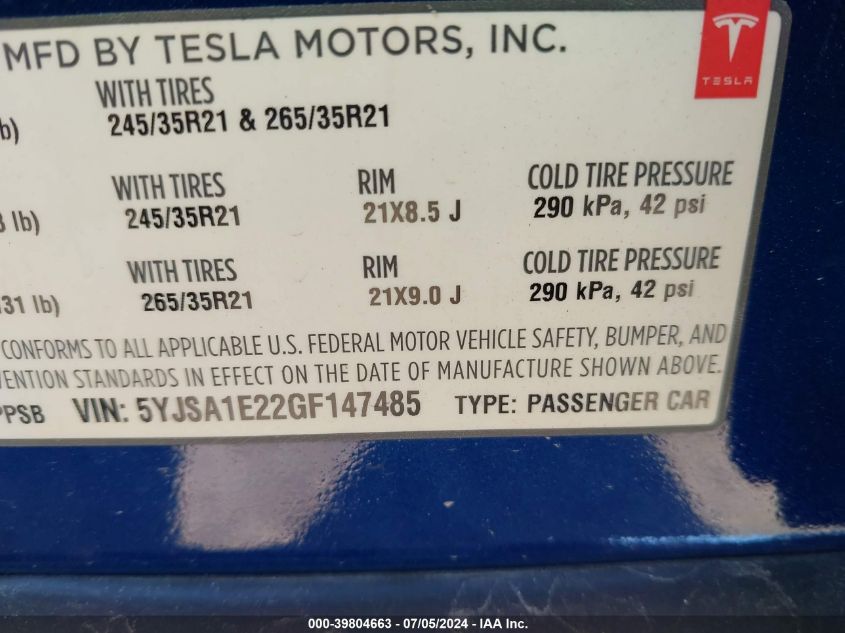 MFD BY TESLA MOTORS, INC.
TESLA
WITH TIRES
b) 245/35R21 & 265/35R21
WITH TIRES RIM COLD TIRE PRESSURE
lb) 245/35R21 21X8.5 J 290 kPa, 42 psi
WITH TIRES RIM COLD TIRE PRESSURE
31 lb) 265/35R21 21X9.0 J 290 kPa, 42 psi
CONFORMS TO ALL APPLICABLE U.S. FEDERAL MOTOR VEHICLE SAFETY, BUMPER, AND
VENTION STANDARDS IN EFFECT ON THE DATE OF MANUFACTURE SHOWN ABOVE.
PPSB VIN: 5YJSA1E22GF147485 TYPE: PASSENGER CAR
000-39804663 - 07/05/2024 - IAA Inc.